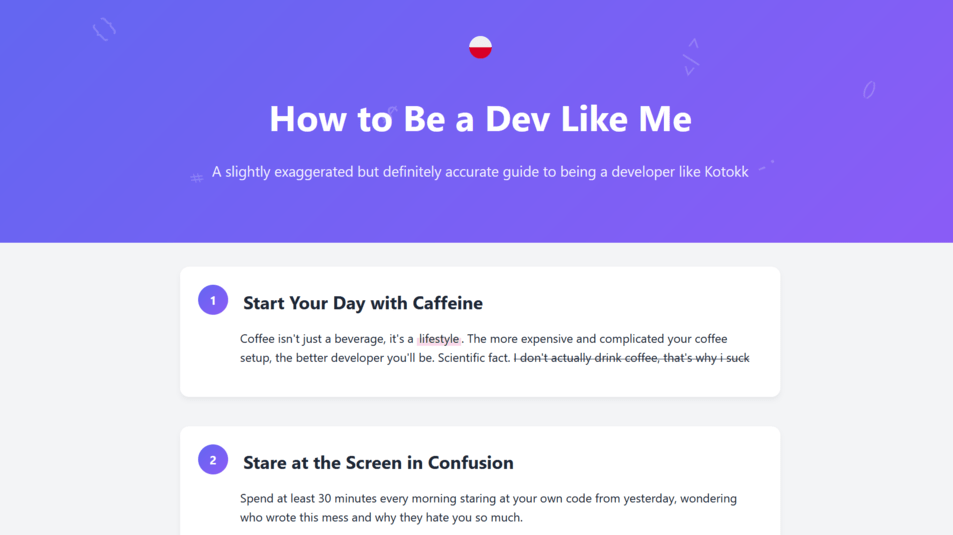 {}
</>
()
How to Be a Dev Like Me
#
A slightly exaggerated but definitely accurate guide to being a developer like Kotokk
1
Start Your Day with Caffeine
Coffee isn't just a beverage, it's a lifestyle. The more expensive and complicated your coffee
setup, the better developer you'll be. Scientific fact. I don't actually drink coffee, that's why i suck
2
Stare at the Screen in Confusion
Spend at least 30 minutes every morning staring at your own code from yesterday, wondering
who wrote this mess and why they hate you so much.